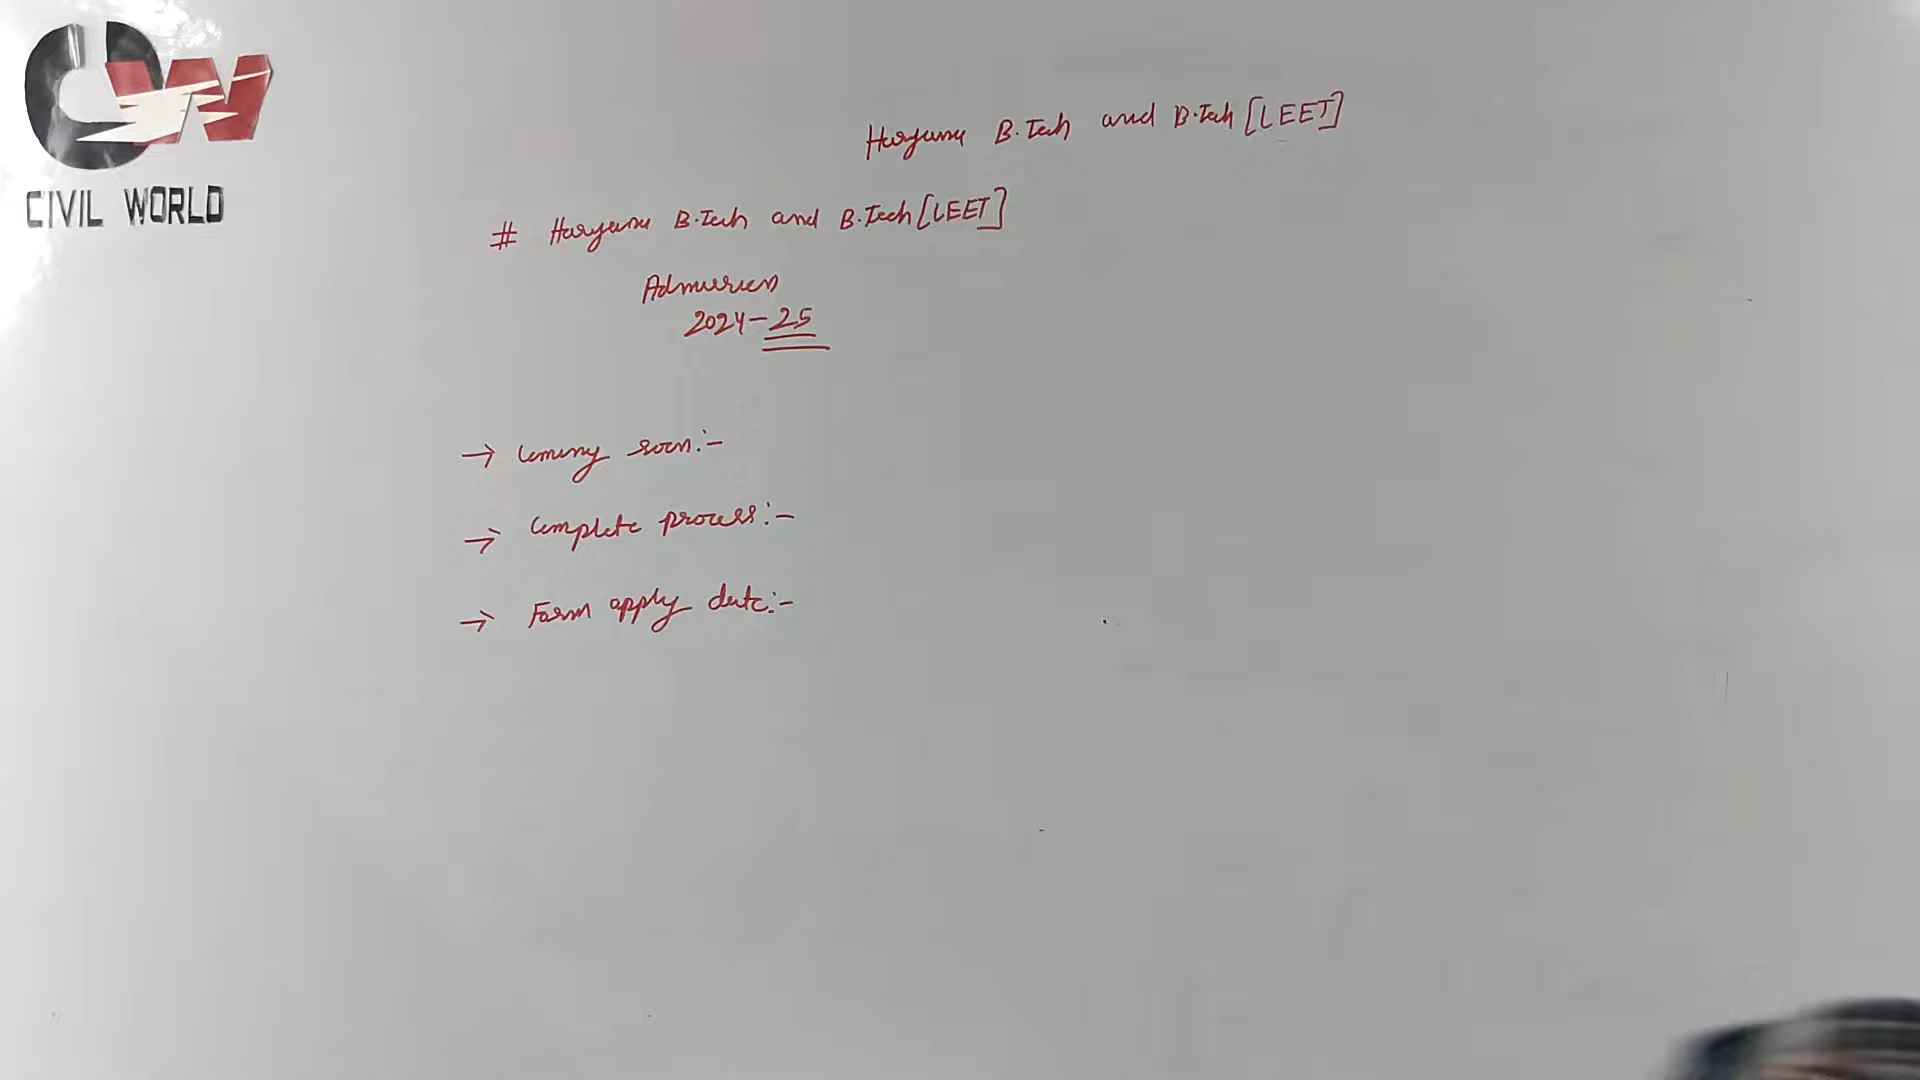 CW
CIVIL WORLD
Haryana B.Tech and B.Tech [LEET]
# Haryana B.Tech and B.Tech [LEET]
Admission
2024-25
→ Coming soon:-
→ Complete process:-
→ Form apply date:-